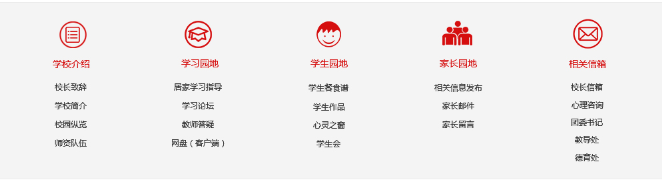 学校介绍
校长致辞
学校简介
校园纵览
师资队伍
学习园地
居家学习指导
学习论坛
教师答疑
网盘（客户端）
学生园地
学生餐食谱
学生作品
心灵之窗
学生会
家长园地
相关信息发布
家长邮件
家长留言
相关信箱
校长信箱
心理咨询
团委书记
教导处
德育处